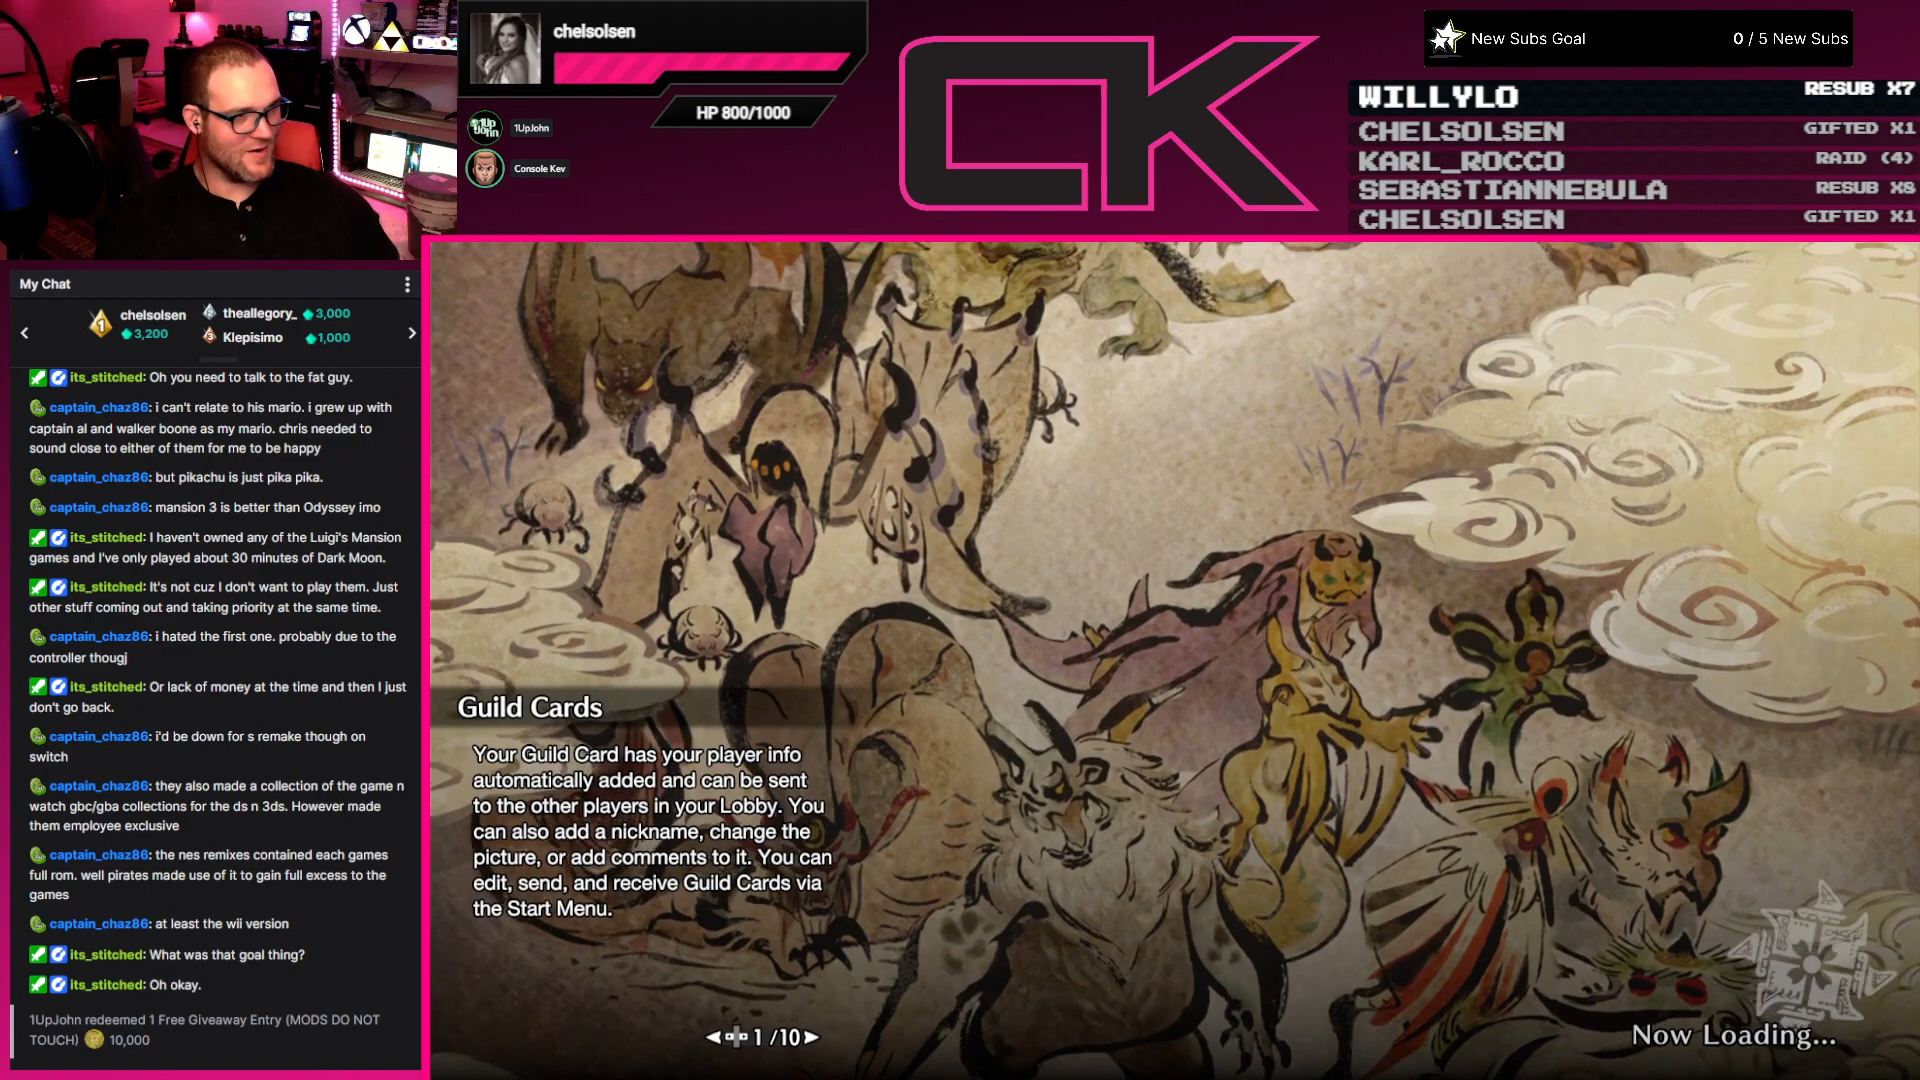 chelsolsen
HP 800/1000
1UpJohn
Console Kev
1Up
John
CK
New Subs Goal 0 / 5 New Subs
WILLYLO RESUB X7
CHELSOLSEN GIFTED X1
KARL_ROCCO RAID (4)
SEBASTIANNEBULA RESUB X8
CHELSOLSEN GIFTED X1
My Chat
1 chelsolsen 3,200
2 theallegory_ 3,000
3 Klepisimo 1,000
its_stitched: Oh you need to talk to the fat guy.
captain_chaz86: i can't relate to his mario. i grew up with
captain al and walker boone as my mario. chris needed to
sound close to either of them for me to be happy
captain_chaz86: but pikachu is just pika pika.
captain_chaz86: mansion 3 is better than Odyssey imo
its_stitched: I haven't owned any of the Luigi's Mansion
games and I've only played about 30 minutes of Dark Moon.
its_stitched: It's not cuz I don't want to play them. Just
other stuff coming out and taking priority at the same time.
captain_chaz86: i hated the first one. probably due to the
controller thougj
its_stitched: Or lack of money at the time and then I just
don't go back.
captain_chaz86: i'd be down for s remake though on
switch
captain_chaz86: they also made a collection of the game n
watch gbc/gba collections for the ds n 3ds. However made
them employee exclusive
captain_chaz86: the nes remixes contained each games
full rom. well pirates made use of it to gain full excess to the
games
captain_chaz86: at least the wii version
its_stitched: What was that goal thing?
its_stitched: Oh okay.
1UpJohn redeemed 1 Free Giveaway Entry (MODS DO NOT
TOUCH) 10,000
Guild Cards
Your Guild Card has your player info
automatically added and can be sent
to the other players in your Lobby. You
can also add a nickname, change the
picture, or add comments to it. You can
edit, send, and receive Guild Cards via
the Start Menu.
1 /10
Now Loading...